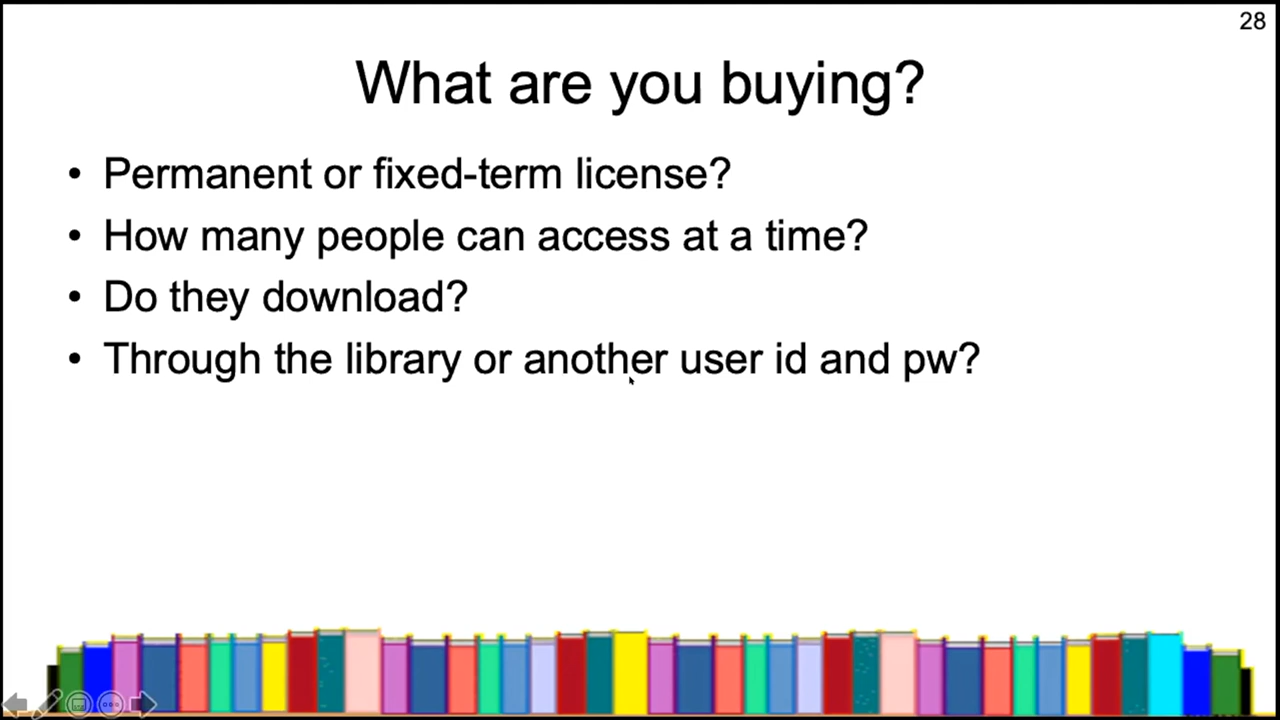 28
What are you buying?
• Permanent or fixed-term license?
• How many people can access at a time?
• Do they download?
• Through the library or another user id and pw?